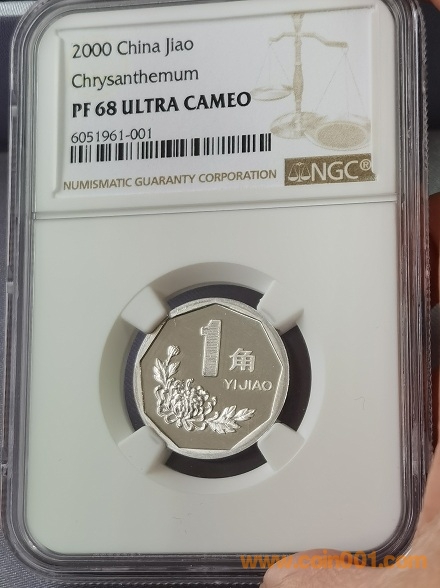 2000 China Jiao
Chrysanthemum
PF 68 ULTRA CAMEO
6051961-001
NUMISMATIC GUARANTY CORPORATION
NGC®
1角
YI JIAO
www.coin001.com